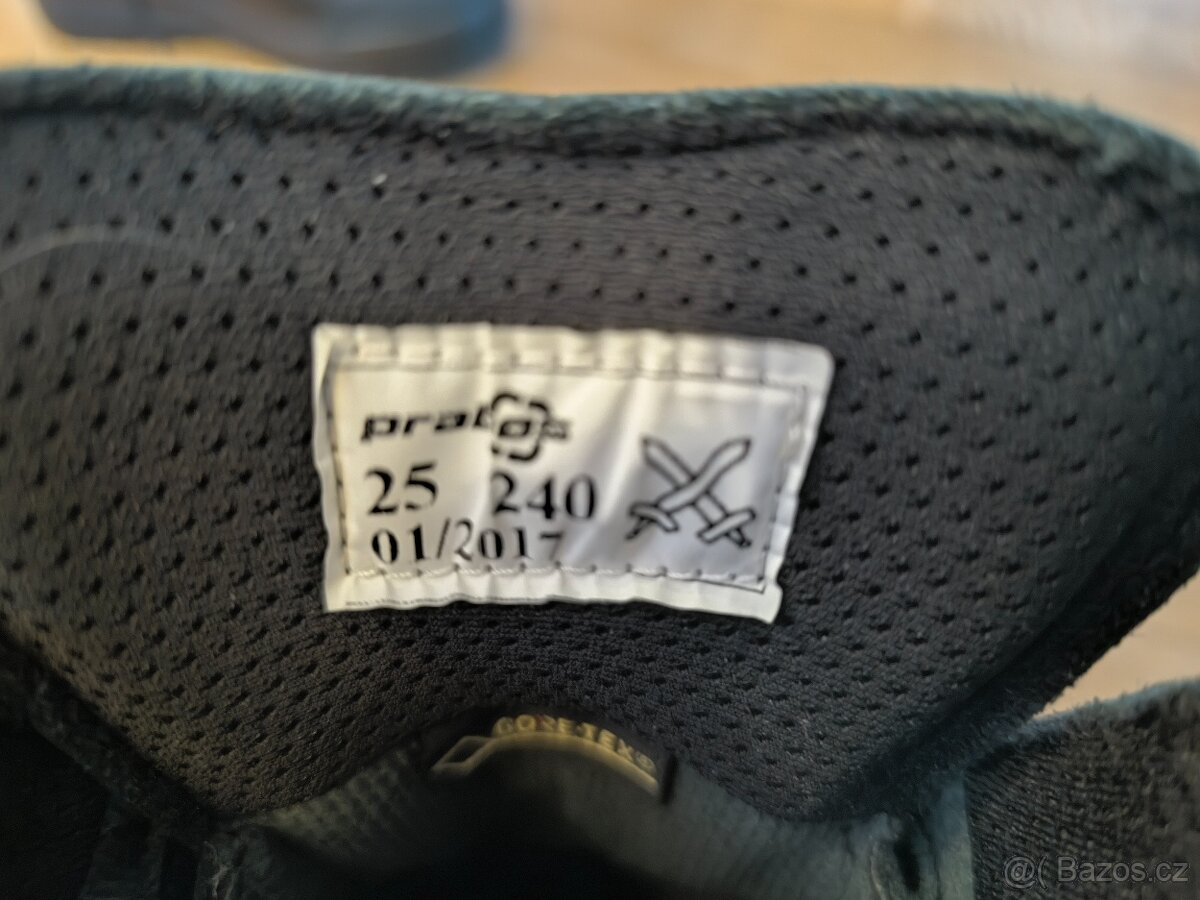 prabos
25 240
01/2017
GORE-TEX®
@( Bazos.cz